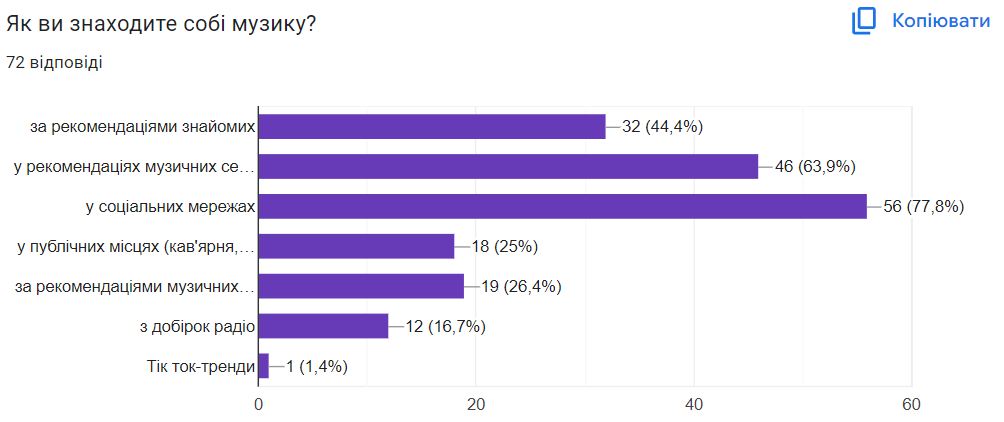 Як ви знаходите собі музику?
Копіювати
72 відповіді
за рекомендаціями знайомих
32 (44,4%)
у рекомендаціях музичних се…
46 (63,9%)
у соціальних мережах
56 (77,8%)
у публічних місцях (кав'ярня,…
18 (25%)
за рекомендаціями музичних…
19 (26,4%)
з добірок радіо
12 (16,7%)
Тік ток-тренди
1 (1,4%)
0 20 40 60